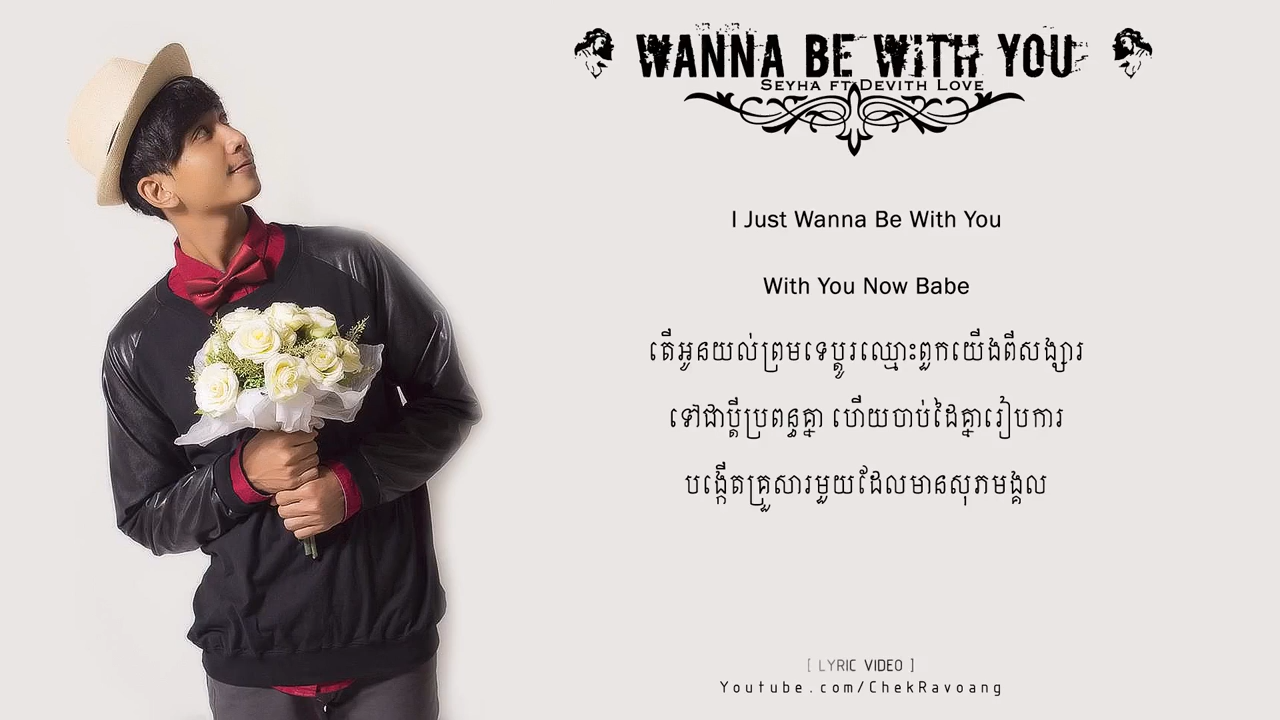 WANNA BE WITH YOU
SEYHA FT DEVITH LOVE
I Just Wanna Be With You
With You Now Babe
តើអូនយល់ព្រមទេប្ដូរឈ្មោះពួកយើងពីសង្សារ
ទៅជាប្ដីប្រពន្ធគ្នា ហើយចាប់ដៃគ្នារៀបការ
បង្កើតគ្រួសារមួយដែលមានសុភមង្គល
[ LYRIC VIDEO ]
Youtube.com/ChekRavoang